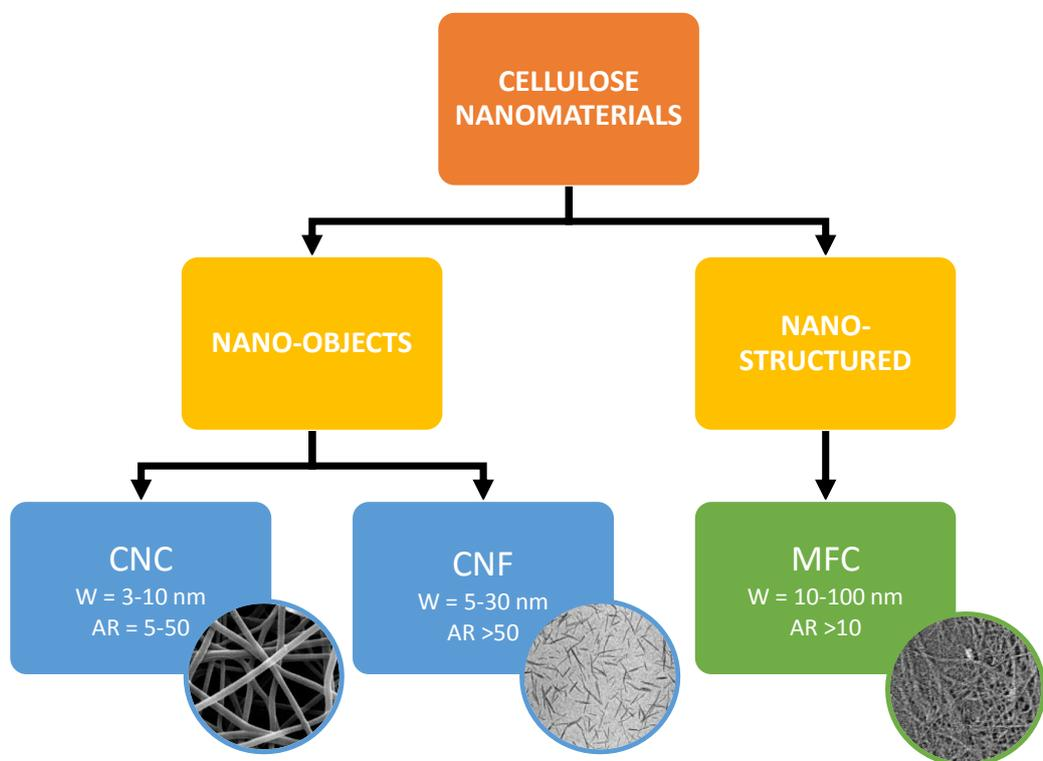 CELLULOSE
NANOMATERIALS
NANO-OBJECTS
NANO-
STRUCTURED
CNC
W = 3-10 nm
AR = 5-50
CNF
W = 5-30 nm
AR >50
MFC
W = 10-100 nm
AR >10